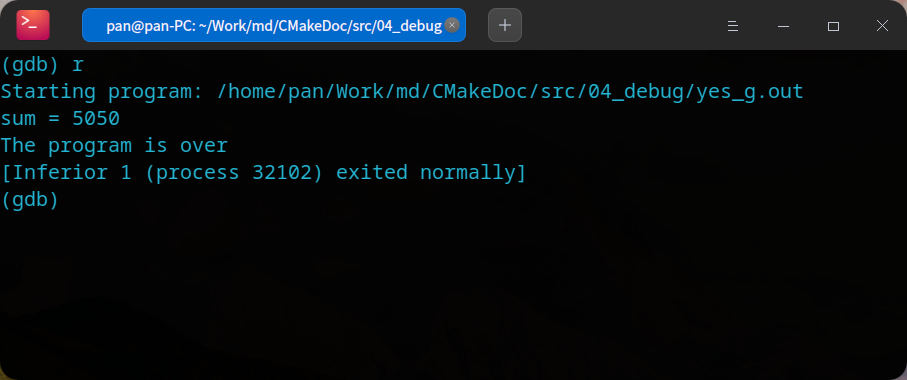 pan@pan-PC: ~/Work/md/CMakeDoc/src/04_debug
(gdb) r
Starting program: /home/pan/Work/md/CMakeDoc/src/04_debug/yes_g.out
sum = 5050
The program is over
[Inferior 1 (process 32102) exited normally]
(gdb)